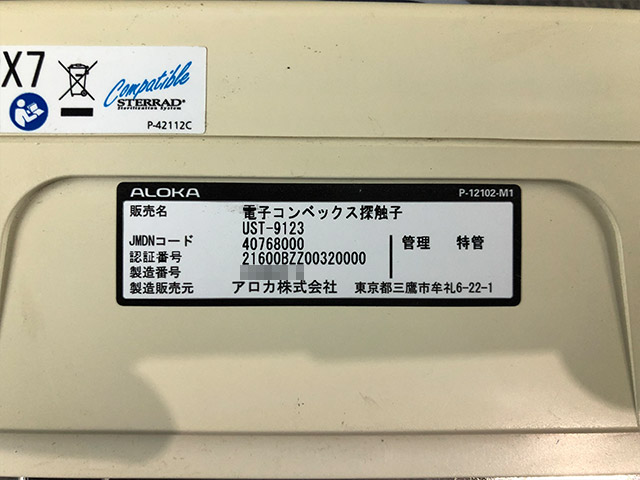 X7
Compatible
STERRAD®
Sterilization System
P-42112C
ALOKA P-12102-M1
販売名 電子コンベックス探触子
UST-9123
JMDNコード 40768000 管理 特管
認証番号 21600BZZ00320000
製造番号
製造販売元 アロカ株式会社 東京都三鷹市牟礼6-22-1